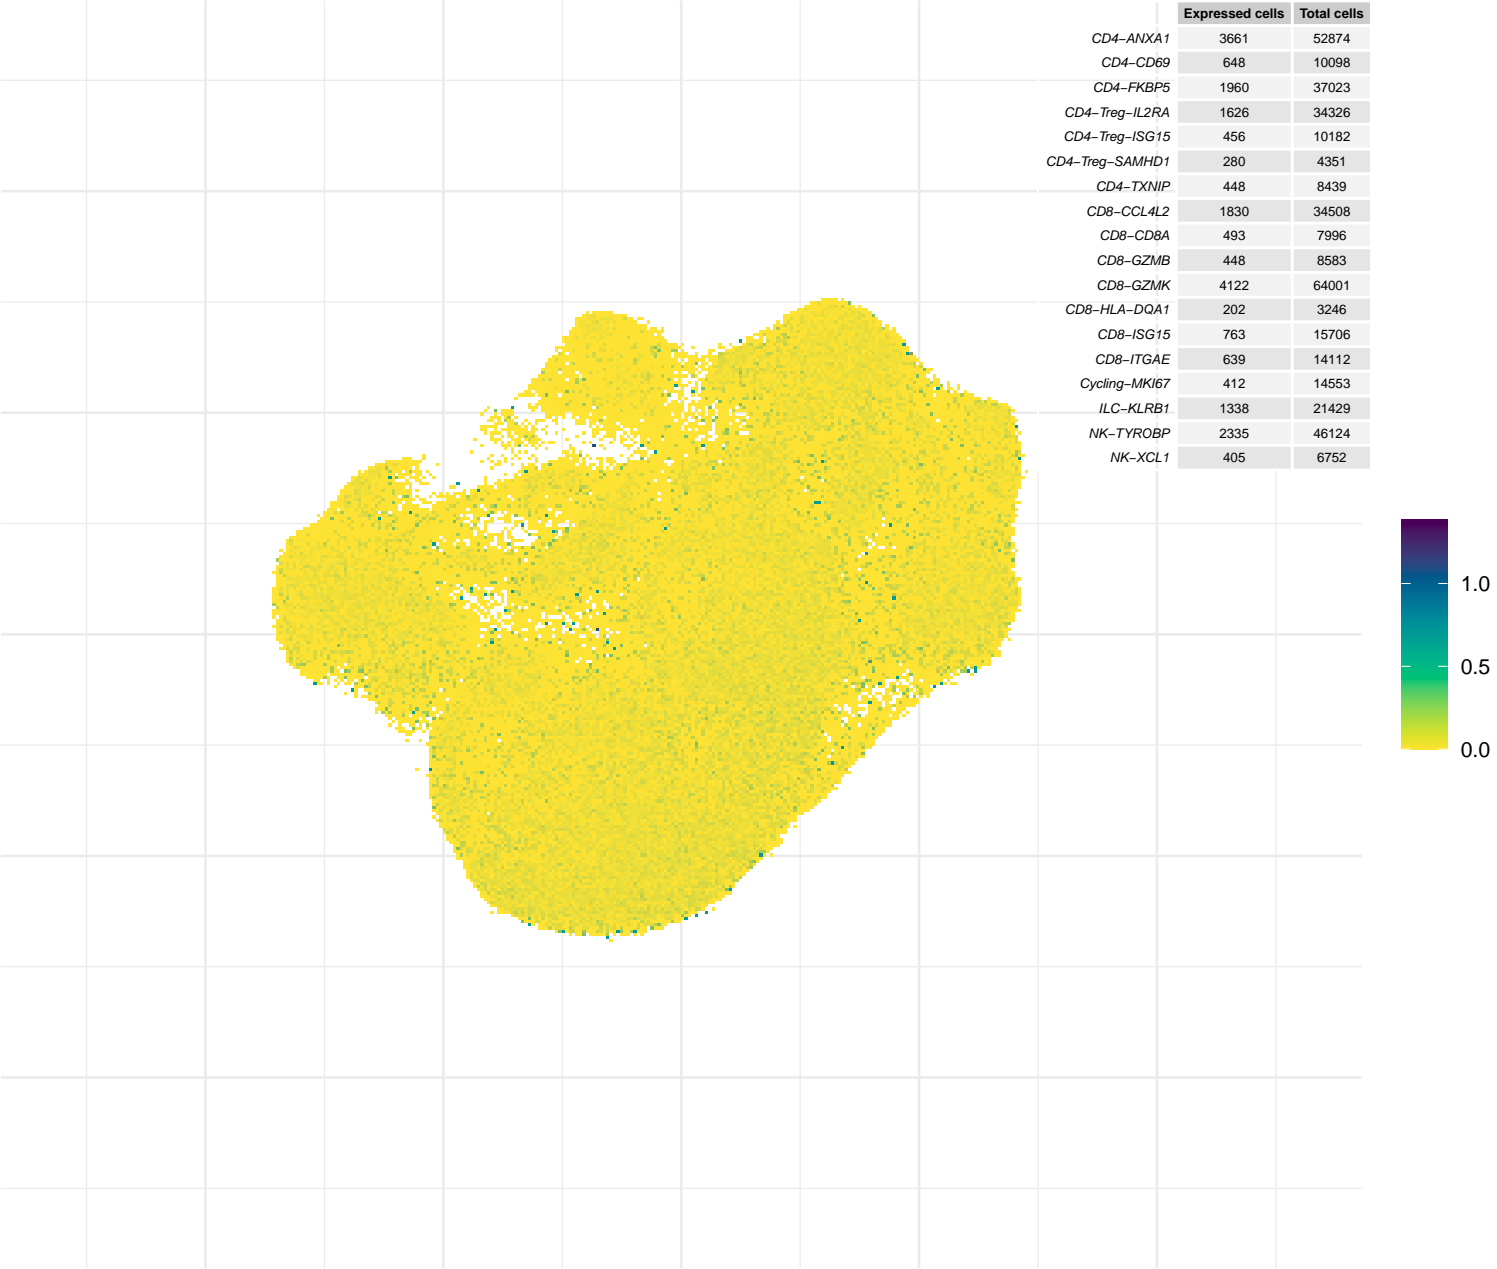 Expressed cells Total cells
CD4−ANXA1 3661 52874
CD4−CD69 648 10098
CD4−FKBP5 1960 37023
CD4−Treg−IL2RA 1626 34326
CD4−Treg−ISG15 456 10182
CD4−Treg−SAMHD1 280 4351
CD4−TXNIP 448 8439
CD8−CCL4L2 1830 34508
CD8−CD8A 493 7996
CD8−GZMB 448 8583
CD8−GZMK 4122 64001
CD8−HLA−DQA1 202 3246
CD8−ISG15 763 15706
CD8−ITGAE 639 14112
Cycling−MKI67 412 14553
ILC−KLRB1 1338 21429
NK−TYROBP 2335 46124
NK−XCL1 405 6752
1.0
0.5
0.0